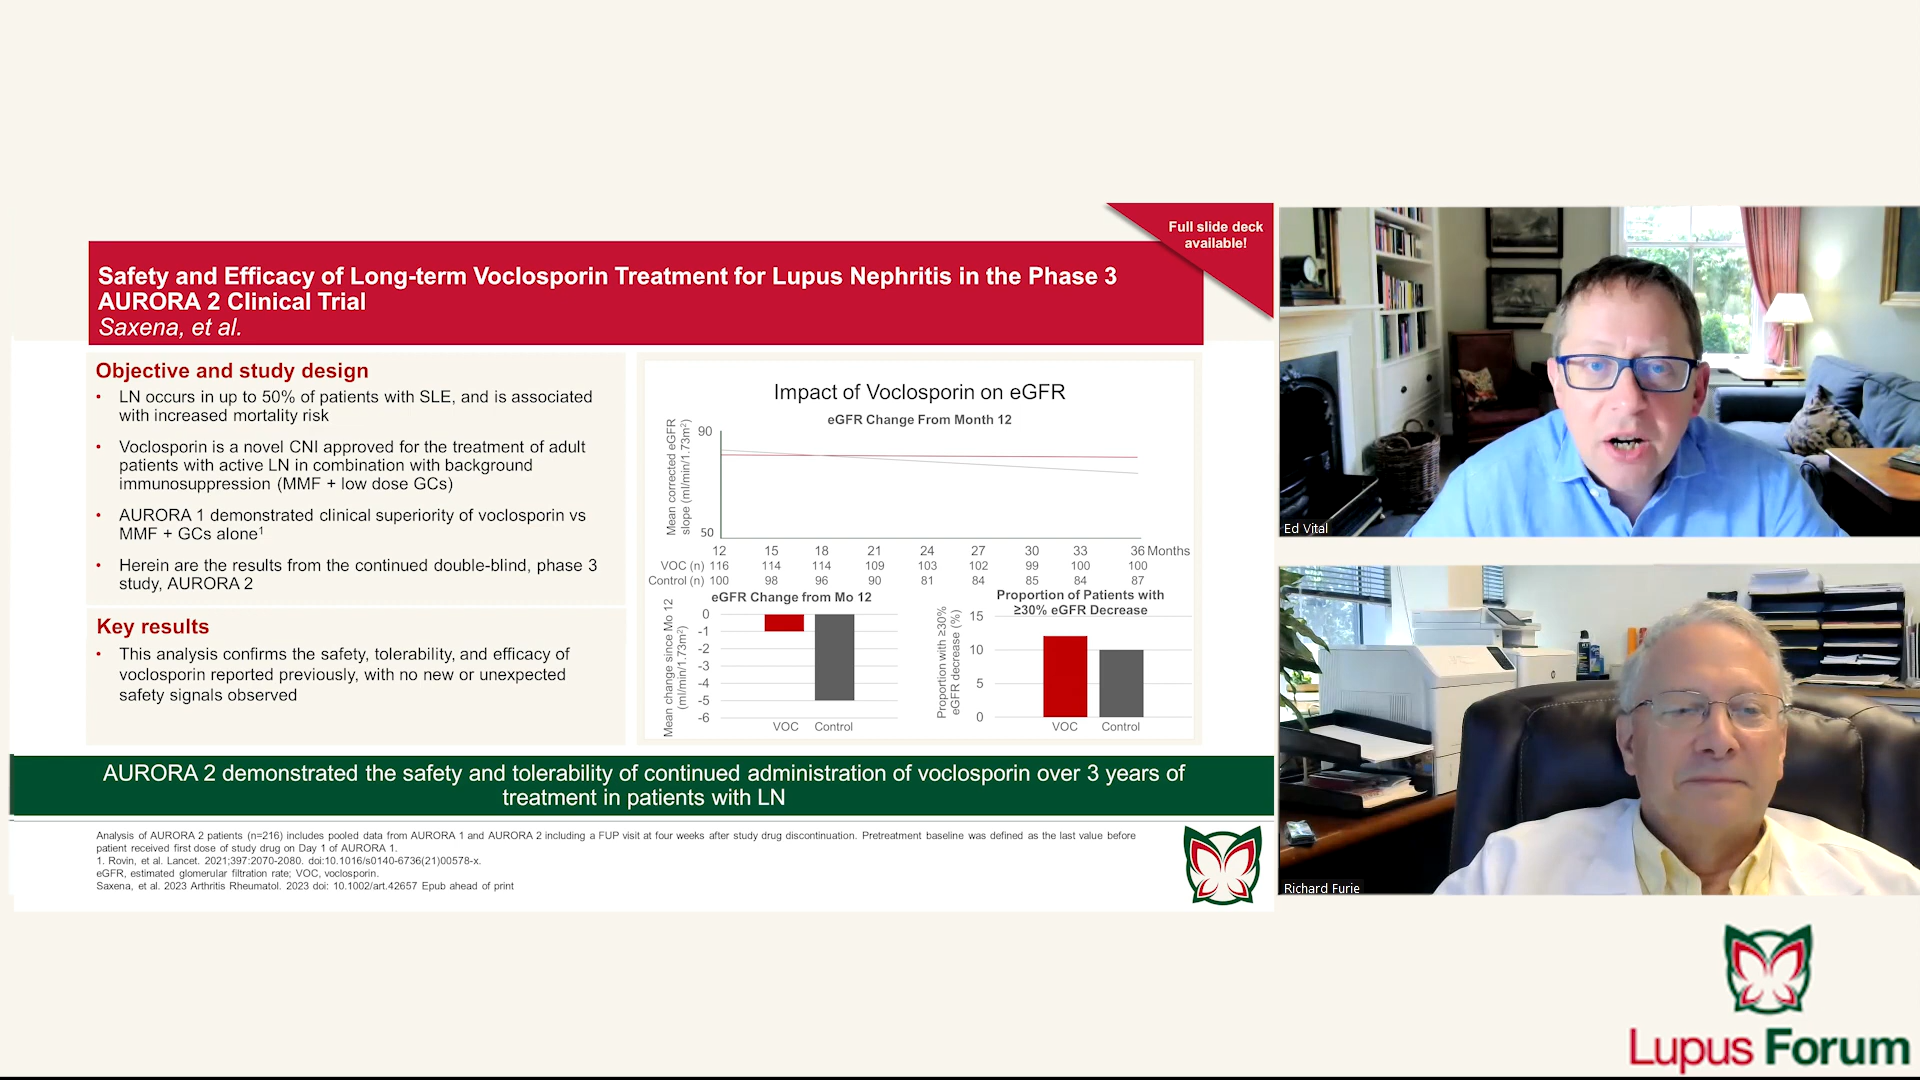 Full slide deck
available!
Safety and Efficacy of Long-term Voclosporin Treatment for Lupus Nephritis in the Phase 3
AURORA 2 Clinical Trial
Saxena, et al.
Objective and study design
• LN occurs in up to 50% of patients with SLE, and is associated
with increased mortality risk
• Voclosporin is a novel CNI approved for the treatment of adult
patients with active LN in combination with background
immunosuppression (MMF + low dose GCs)
• AURORA 1 demonstrated clinical superiority of voclosporin vs
MMF + GCs alone¹
• Herein are the results from the continued double-blind, phase 3
study, AURORA 2
Key results
• This analysis confirms the safety, tolerability, and efficacy of
voclosporin reported previously, with no new or unexpected
safety signals observed
Impact of Voclosporin on eGFR
eGFR Change From Month 12
Mean corrected eGFR
slope (ml/min/1.73m²)
90
50
12 15 18 21 24 27 30 33 36 Months
VOC (n) 116 114 114 109 103 102 99 100 100
Control (n) 100 98 96 90 81 84 85 84 87
eGFR Change from Mo 12
Mean change since Mo 12
(ml/min/1.73m²)
0
-1
-2
-3
-4
-5
-6
VOC Control
Proportion of Patients with
≥30% eGFR Decrease
Proportion with ≥30%
eGFR decrease (%)
15
10
5
0
VOC Control
AURORA 2 demonstrated the safety and tolerability of continued administration of voclosporin over 3 years of
treatment in patients with LN
Analysis of AURORA 2 patients (n=216) includes pooled data from AURORA 1 and AURORA 2 including a FUP visit at four weeks after study drug discontinuation. Pretreatment baseline was defined as the last value before
patient received first dose of study drug on Day 1 of AURORA 1.
1. Rovin, et al. Lancet. 2021;397:2070-2080. doi:10.1016/s0140-6736(21)00578-x.
eGFR, estimated glomerular filtration rate; VOC, voclosporin.
Saxena, et al. 2023 Arthritis Rheumatol. 2023 doi: 10.1002/art.42657 Epub ahead of print
Ed Vital
Richard Furie
Lupus Forum